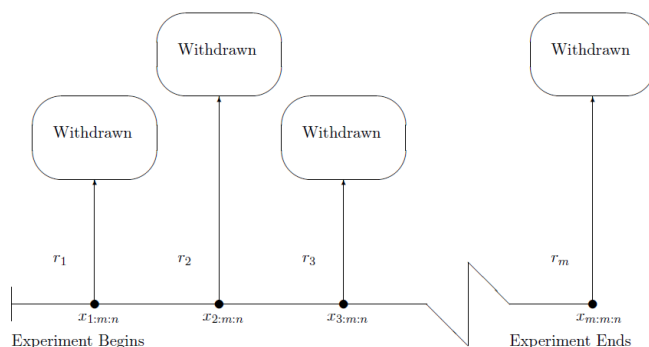 Withdrawn
Withdrawn
Withdrawn
Withdrawn
r₁
r₂
r₃
rₘ
x₁:m:n
x₂:m:n
x₃:m:n
xₘ:m:n
Experiment Begins
Experiment Ends